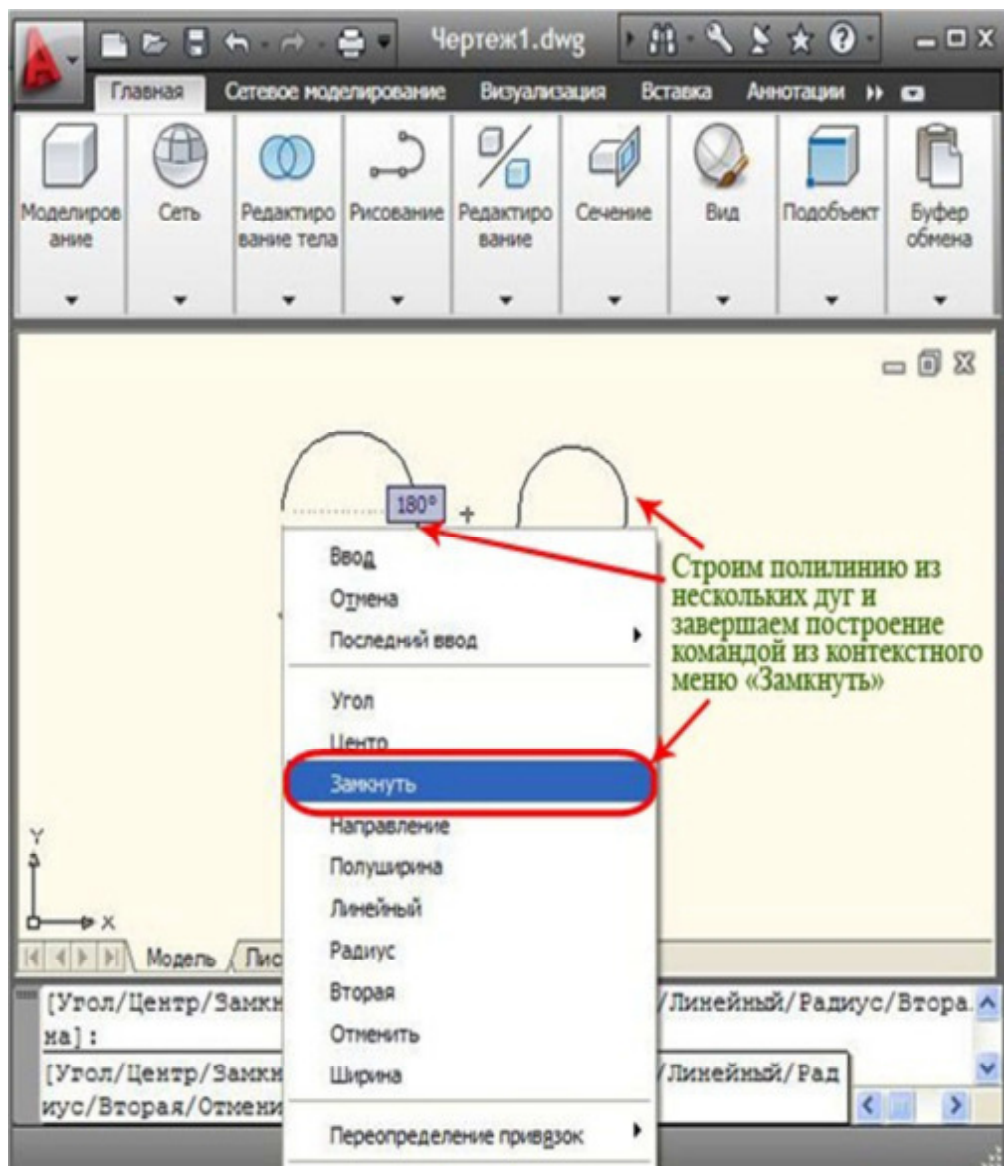 Чертеж1.dwg
Главная Сетевое моделирование Визуализация Вставка Аннотации
Моделиров
ание
Сеть
Редактиро
вание тела
Рисование
Редактиро
вание
Сечение
Вид
Подобъект
Буфер
обмена
180°
Строим полилинию из
нескольких дуг и
завершаем построение
командой из контекстного
меню «Замкнуть»
Ввод
Отмена
Последний ввод
Угол
Центр
Замкнуть
Направление
Полуширина
Линейный
Радиус
Вторая
Отменить
Ширина
Переопределение привязок
Y
X
Модель Лис
[Угол/Центр/Замкн /Линейный/Радиус/Втора
на]:
[Угол/Центр/Замкн /Линейный/Рад
иус/Вторая/Отмени